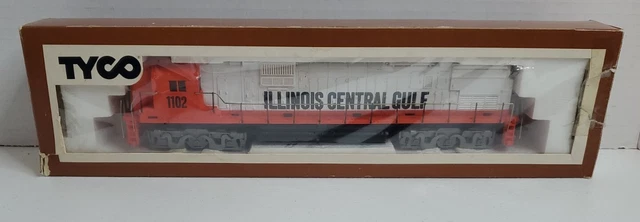 TYCO
1102
ILLINOIS CENTRAL GULF